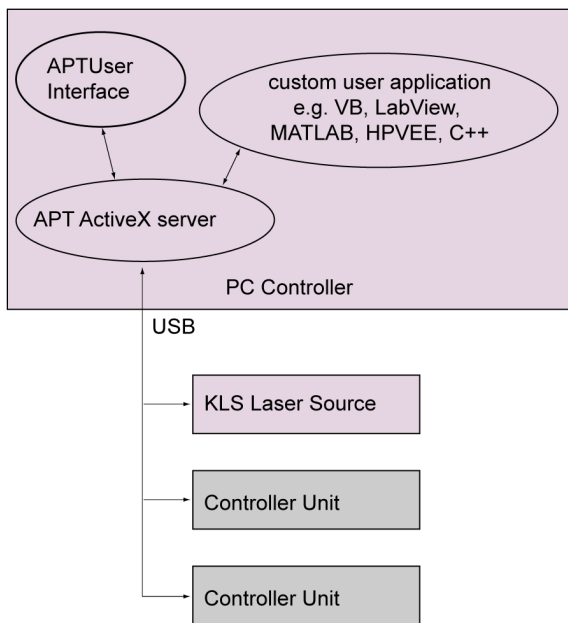 APTUser
Interface
custom user application
e.g. VB, LabView,
MATLAB, HPVEE, C++
APT ActiveX server
PC Controller
USB
KLS Laser Source
Controller Unit
Controller Unit